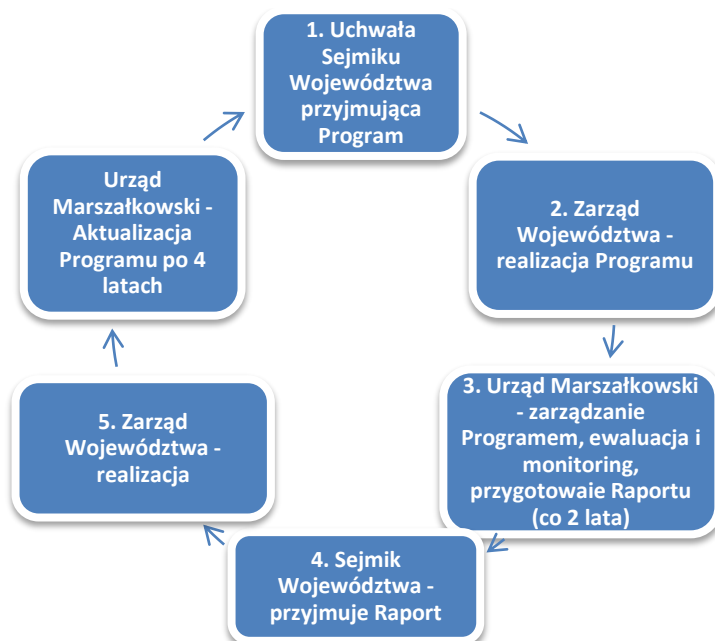 1. Uchwała
Sejmiku
Województwa
przyjmująca
Program
2. Zarząd
Województwa -
realizacja Programu
3. Urząd Marszałkowski
- zarządzanie
Programem, ewaluacja i
monitoring,
przygotowaie Raportu
(co 2 lata)
4. Sejmik
Województwa -
przyjmuje Raport
5. Zarząd
Województwa -
realizacja
Urząd
Marszałkowski -
Aktualizacja
Programu po 4
latach